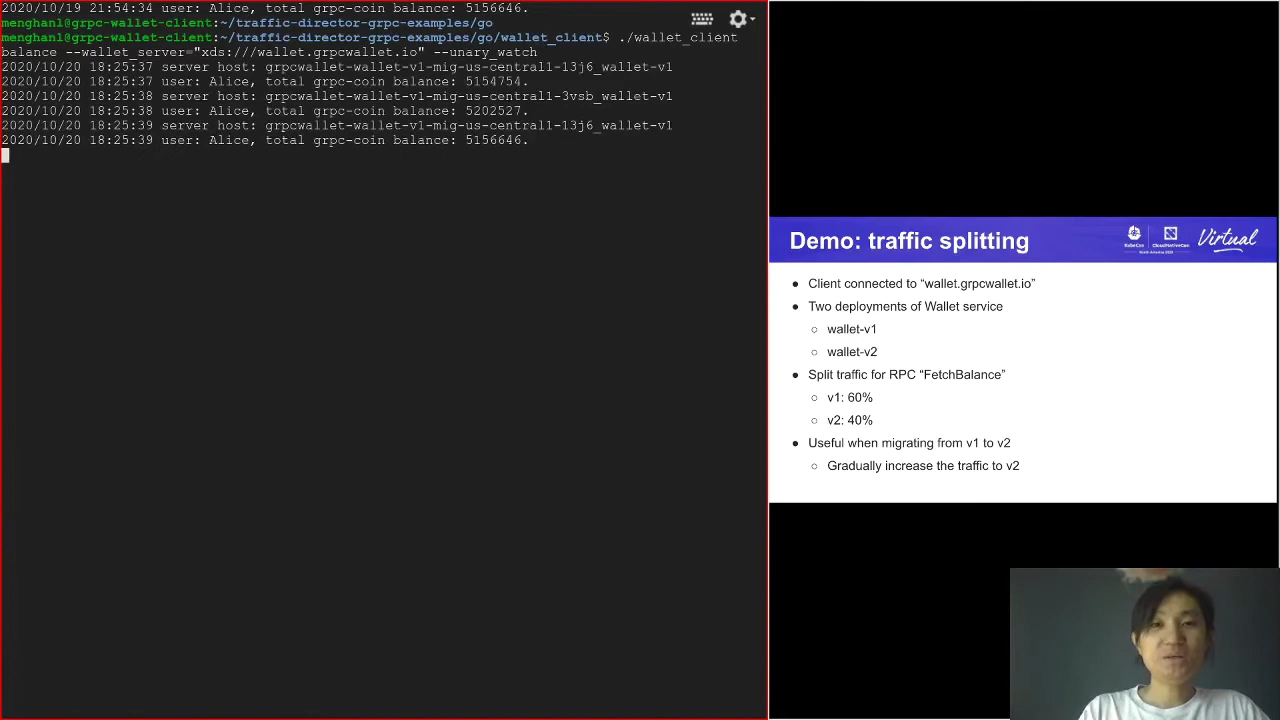 2020/10/19 21:54:34 user: Alice, total grpc-coin balance: 5156646.
menghanl@grpc-wallet-client:~/traffic-director-grpc-examples/go
menghanl@grpc-wallet-client:~/traffic-director-grpc-examples/go/wallet_client$ ./wallet_client
balance --wallet_server="xds:///wallet.grpcwallet.io" --unary_watch
2020/10/20 18:25:37 server host: grpcwallet-wallet-v1-mig-us-central1-13j6_wallet-v1
2020/10/20 18:25:37 user: Alice, total grpc-coin balance: 5154754.
2020/10/20 18:25:38 server host: grpcwallet-wallet-v1-mig-us-central1-3vsb_wallet-v1
2020/10/20 18:25:38 user: Alice, total grpc-coin balance: 5202527.
2020/10/20 18:25:39 server host: grpcwallet-wallet-v1-mig-us-central1-13j6_wallet-v1
2020/10/20 18:25:39 user: Alice, total grpc-coin balance: 5156646.
Demo: traffic splitting
KubeCon CloudNativeCon
North America 2020
Virtual
● Client connected to “wallet.grpcwallet.io”
● Two deployments of Wallet service
○ wallet-v1
○ wallet-v2
● Split traffic for RPC “FetchBalance”
○ v1: 60%
○ v2: 40%
● Useful when migrating from v1 to v2
○ Gradually increase the traffic to v2